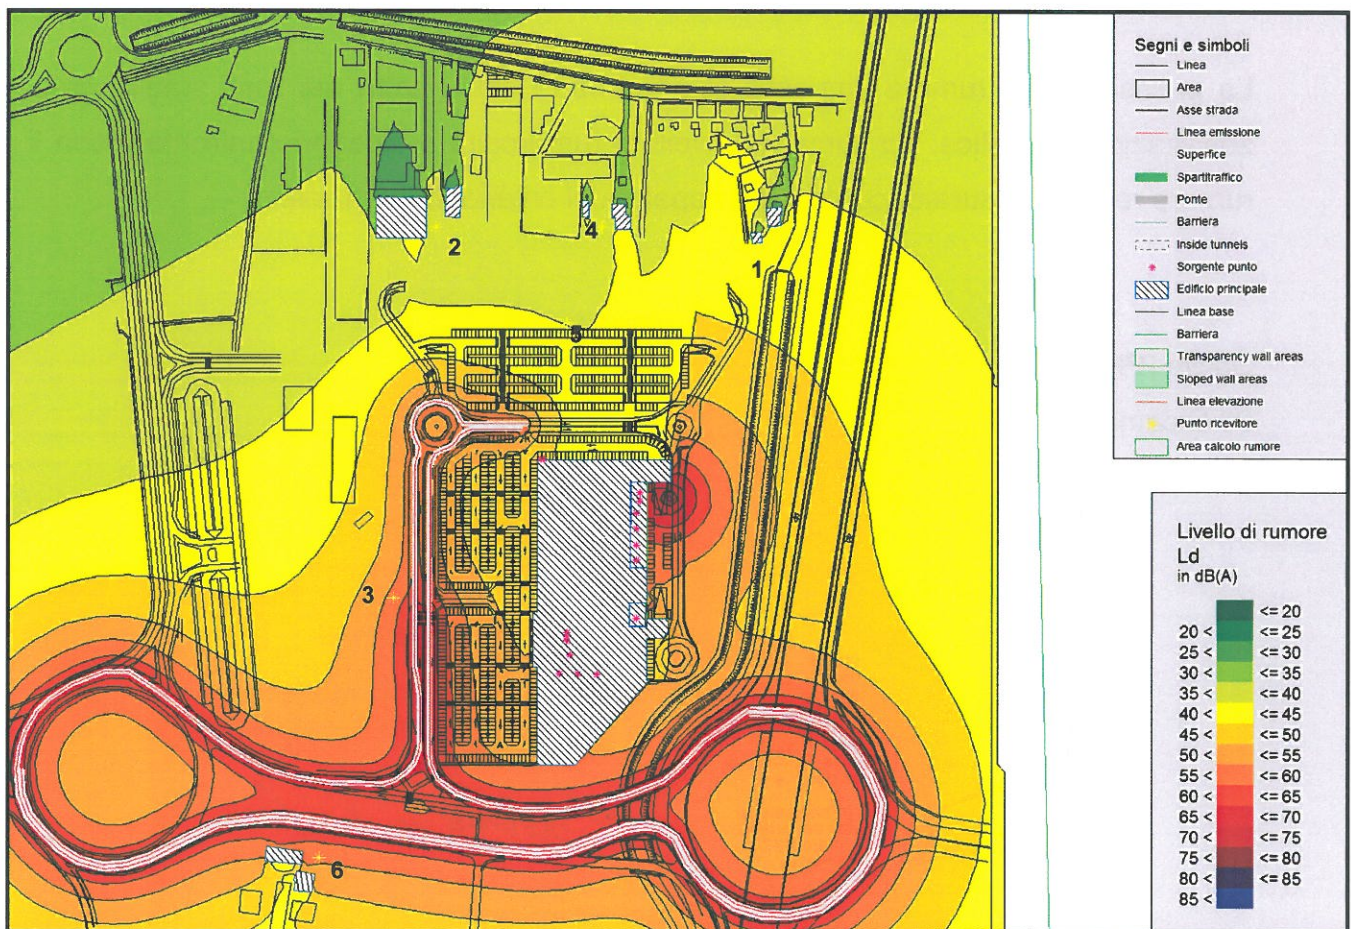 Segni e simboli
Linea
Area
Asse strada
Linea emissione
Superfice
Spartitraffico
Ponte
Barriera
Inside tunnels
Sorgente punto
Edificio principale
Linea base
Barriera
Transparency wall areas
Sloped wall areas
Linea elevazione
Punto ricevitore
Area calcolo rumore
Livello di rumore
Ld
in dB(A)
<= 20
20 < <= 25
25 < <= 30
30 < <= 35
35 < <= 40
40 < <= 45
45 < <= 50
50 < <= 55
55 < <= 60
60 < <= 65
65 < <= 70
70 < <= 75
75 < <= 80
80 < <= 85
85 <
2
4
1
5
3
6